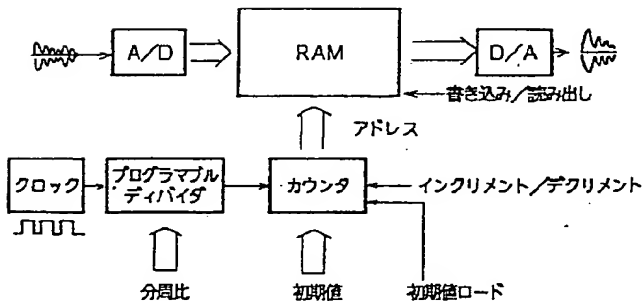 A/D
RAM
D/A
書き込み/読み出し
アドレス
クロック
プログラマブル
ディバイダ
カウンタ
インクリメント/デクリメント
分周比
初期値
初期値ロード